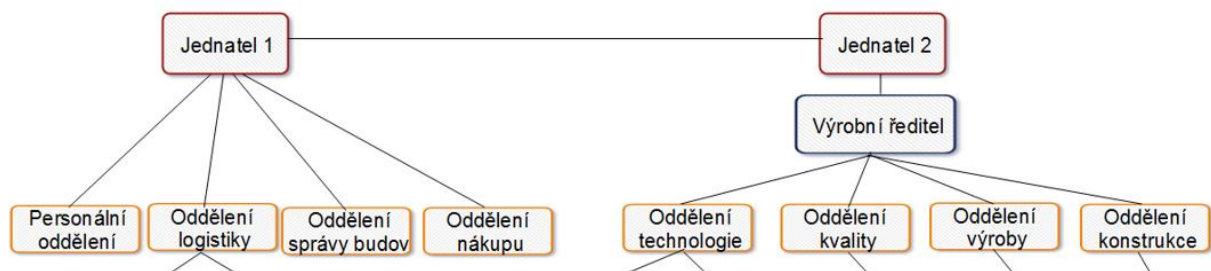 Jednatel 1
Jednatel 2
Výrobní ředitel
Personální
oddělení
Oddělení
logistiky
Oddělení
správy budov
Oddělení
nákupu
Oddělení
technologie
Oddělení
kvality
Oddělení
výroby
Oddělení
konstrukce